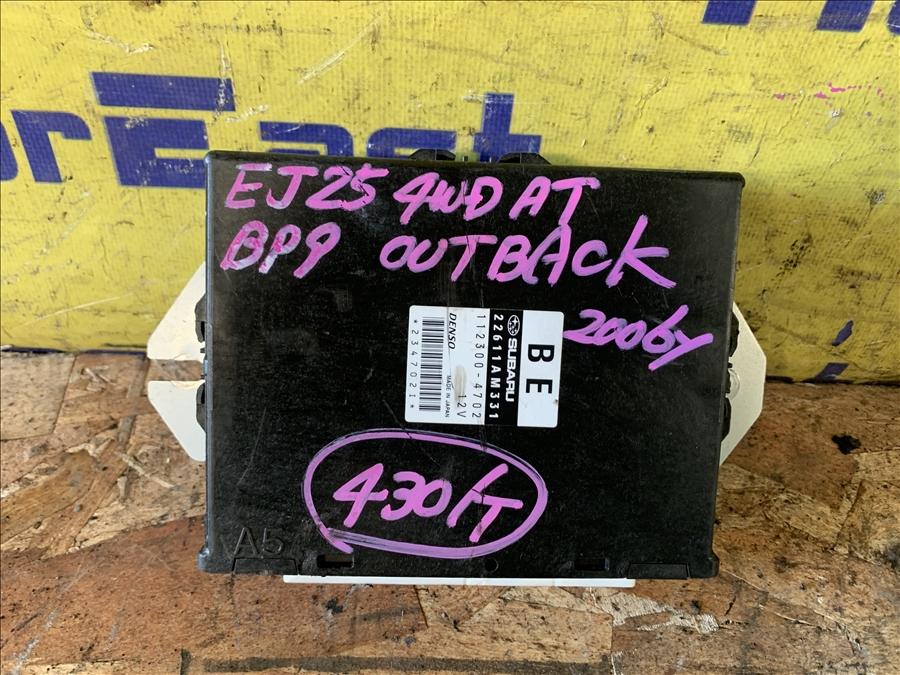 orEast
EJ25 4WD AT
BP9 OUTBACK
2006y
BE
SUBARU
22611AM331
112300-4702 12V
DENSO MADE IN JAPAN
*2347021*
430/T
A5